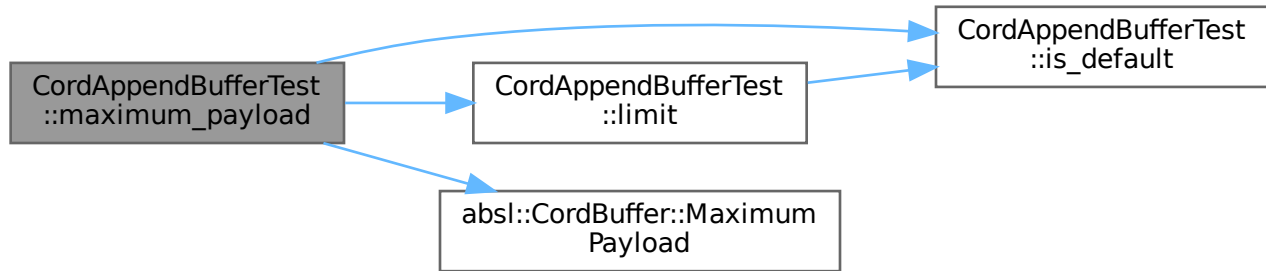 CordAppendBufferTest
::maximum_payload
CordAppendBufferTest
::limit
CordAppendBufferTest
::is_default
absl::CordBuffer::Maximum
Payload